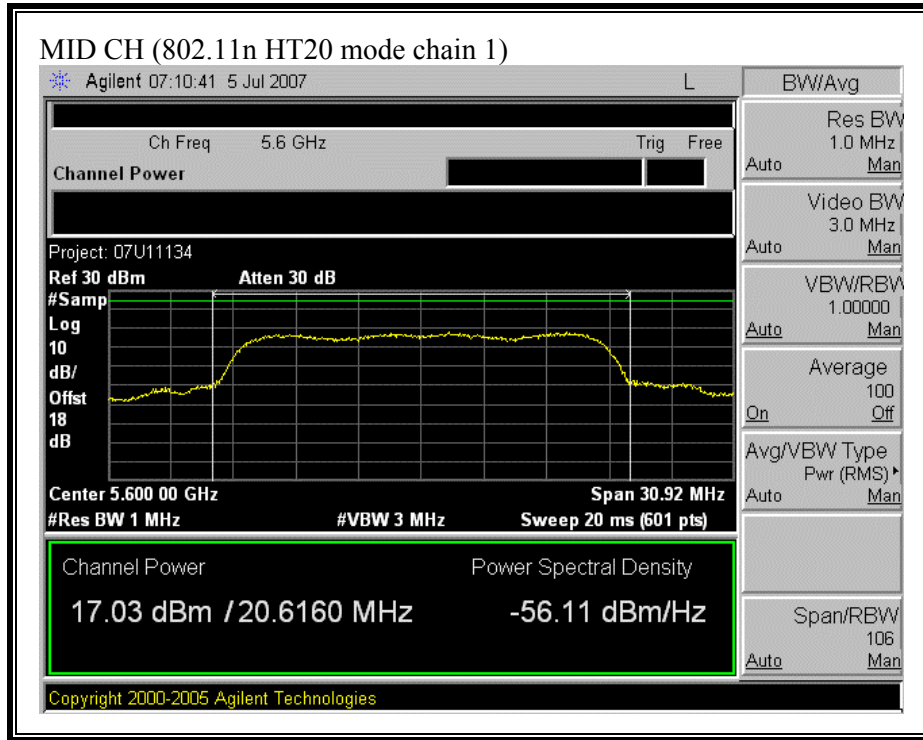 MID CH (802.11n HT20 mode chain 1)
Agilent 07:10:41 5 Jul 2007 L
BW/Avg
Ch Freq 5.6 GHz Trig Free
Channel Power
Res BW
1.0 MHz
Auto Man
Video BW
3.0 MHz
Auto Man
Project: 07U11134
Ref 30 dBm Atten 30 dB
#Samp
Log
10
dB/
Offst
18
dB
VBW/RBW
1.00000
Auto Man
Average
100
On Off
Avg/VBW Type
Pwr (RMS)
Auto Man
Center 5.600 00 GHz Span 30.92 MHz
#Res BW 1 MHz #VBW 3 MHz Sweep 20 ms (601 pts)
Channel Power Power Spectral Density
17.03 dBm / 20.6160 MHz -56.11 dBm/Hz
Span/RBW
106
Auto Man
Copyright 2000-2005 Agilent Technologies